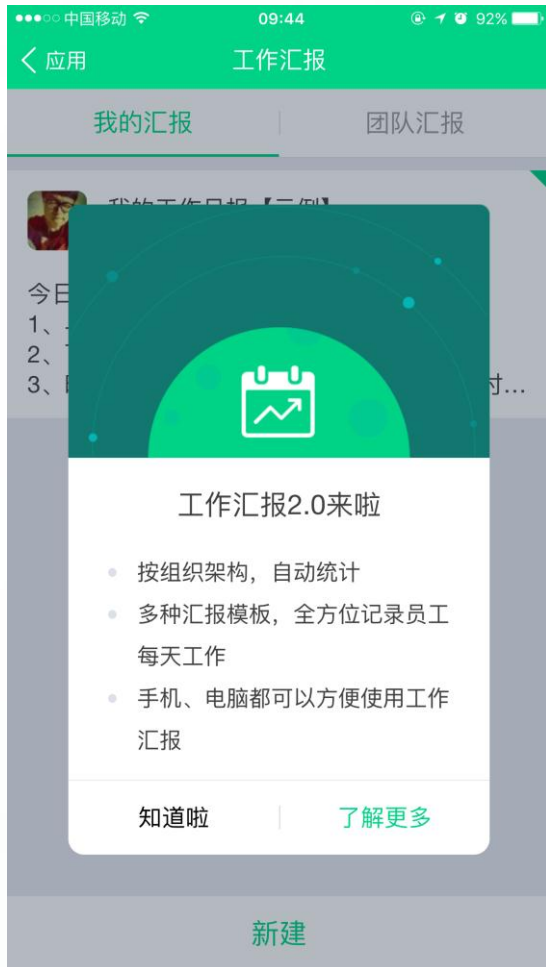 中国移动 09:44 92%
应用 工作汇报
我的汇报 团队汇报
我的工作日报【示例】
今日
1、
2、
3、 时...
工作汇报2.0来啦
按组织架构，自动统计
多种汇报模板，全方位记录员工
每天工作
手机、电脑都可以方便使用工作
汇报
知道啦 了解更多
新建